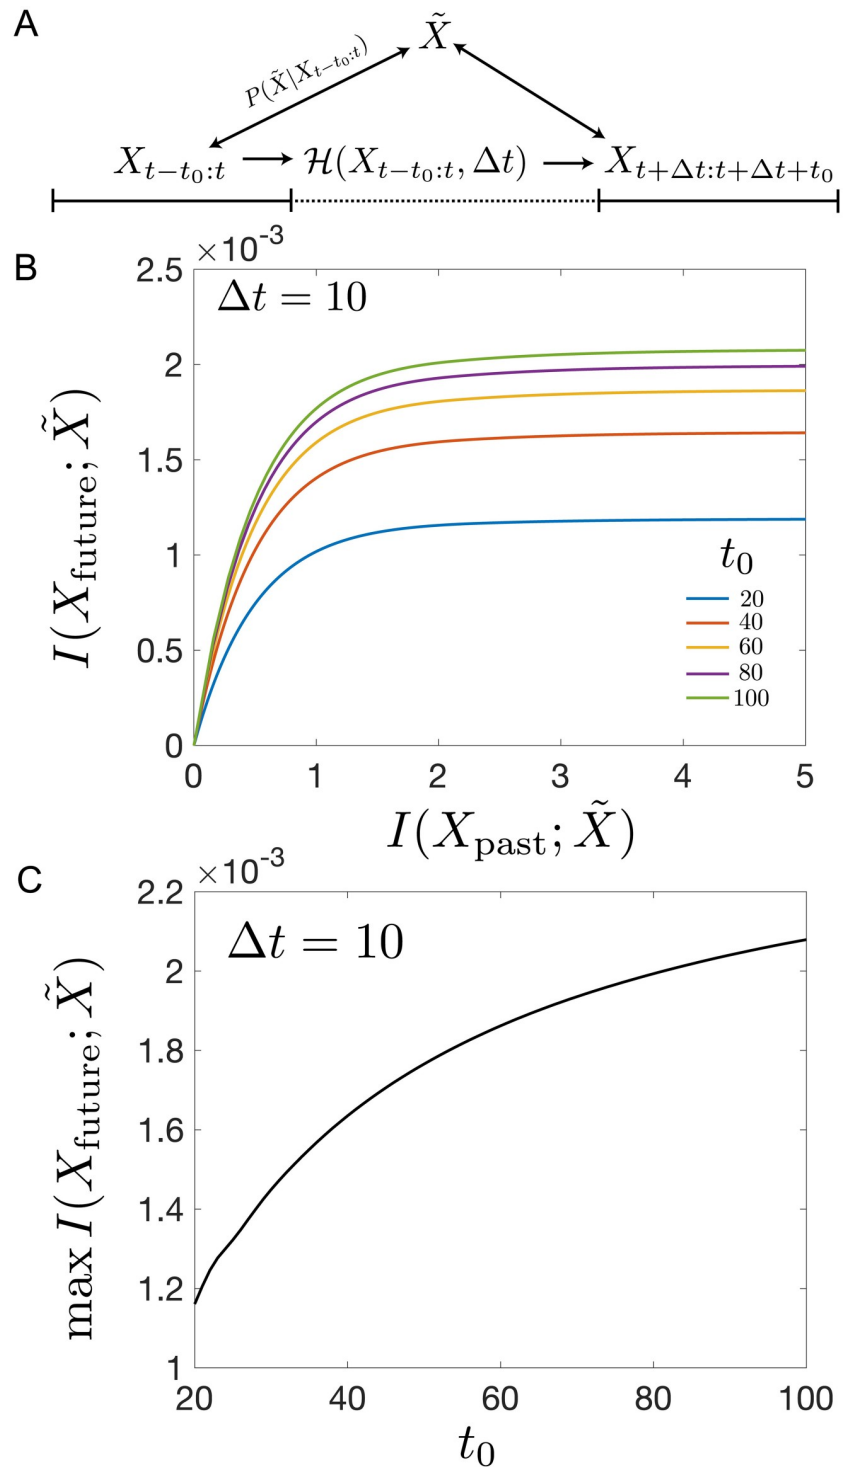 A
X̃
P(X̃|X_{t−t₀:t})
X_{t−t₀:t} → ℋ(X_{t−t₀:t}, Δt) → X_{t+Δt:t+Δt+t₀}
B
×10⁻³
Δt = 10
2.5
2
1.5
1
0.5
0
I(X_future; X̃)
t₀
20
40
60
80
100
0 1 2 3 4 5
I(X_past; X̃)
C
×10⁻³
Δt = 10
2.2
2
1.8
1.6
1.4
1.2
1
max I(X_future; X̃)
20 40 60 80 100
t₀